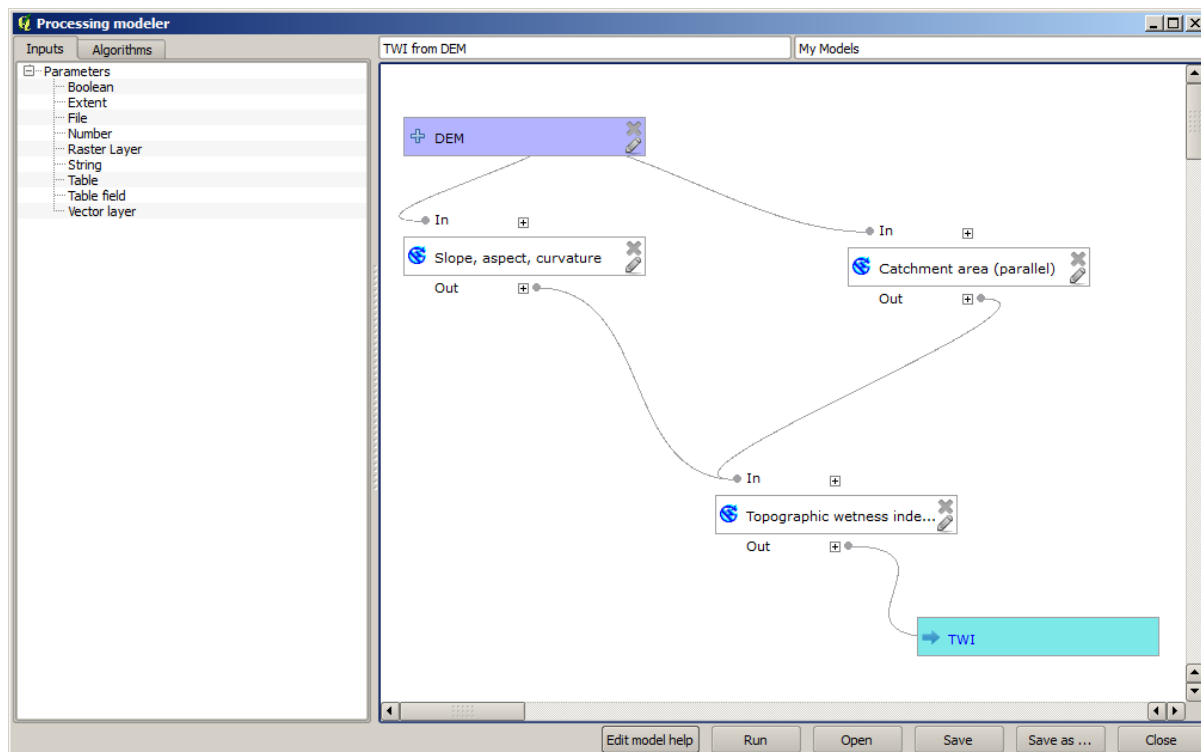 Processing modeler
Inputs
Algorithms
TWI from DEM
My Models
Parameters
Boolean
Extent
File
Number
Raster Layer
String
Table
Table field
Vector layer
DEM
In
In
Slope, aspect, curvature
Catchment area (parallel)
Out
Out
In
Topographic wetness inde...
Out
TWI
Edit model help
Run
Open
Save
Save as ...
Close